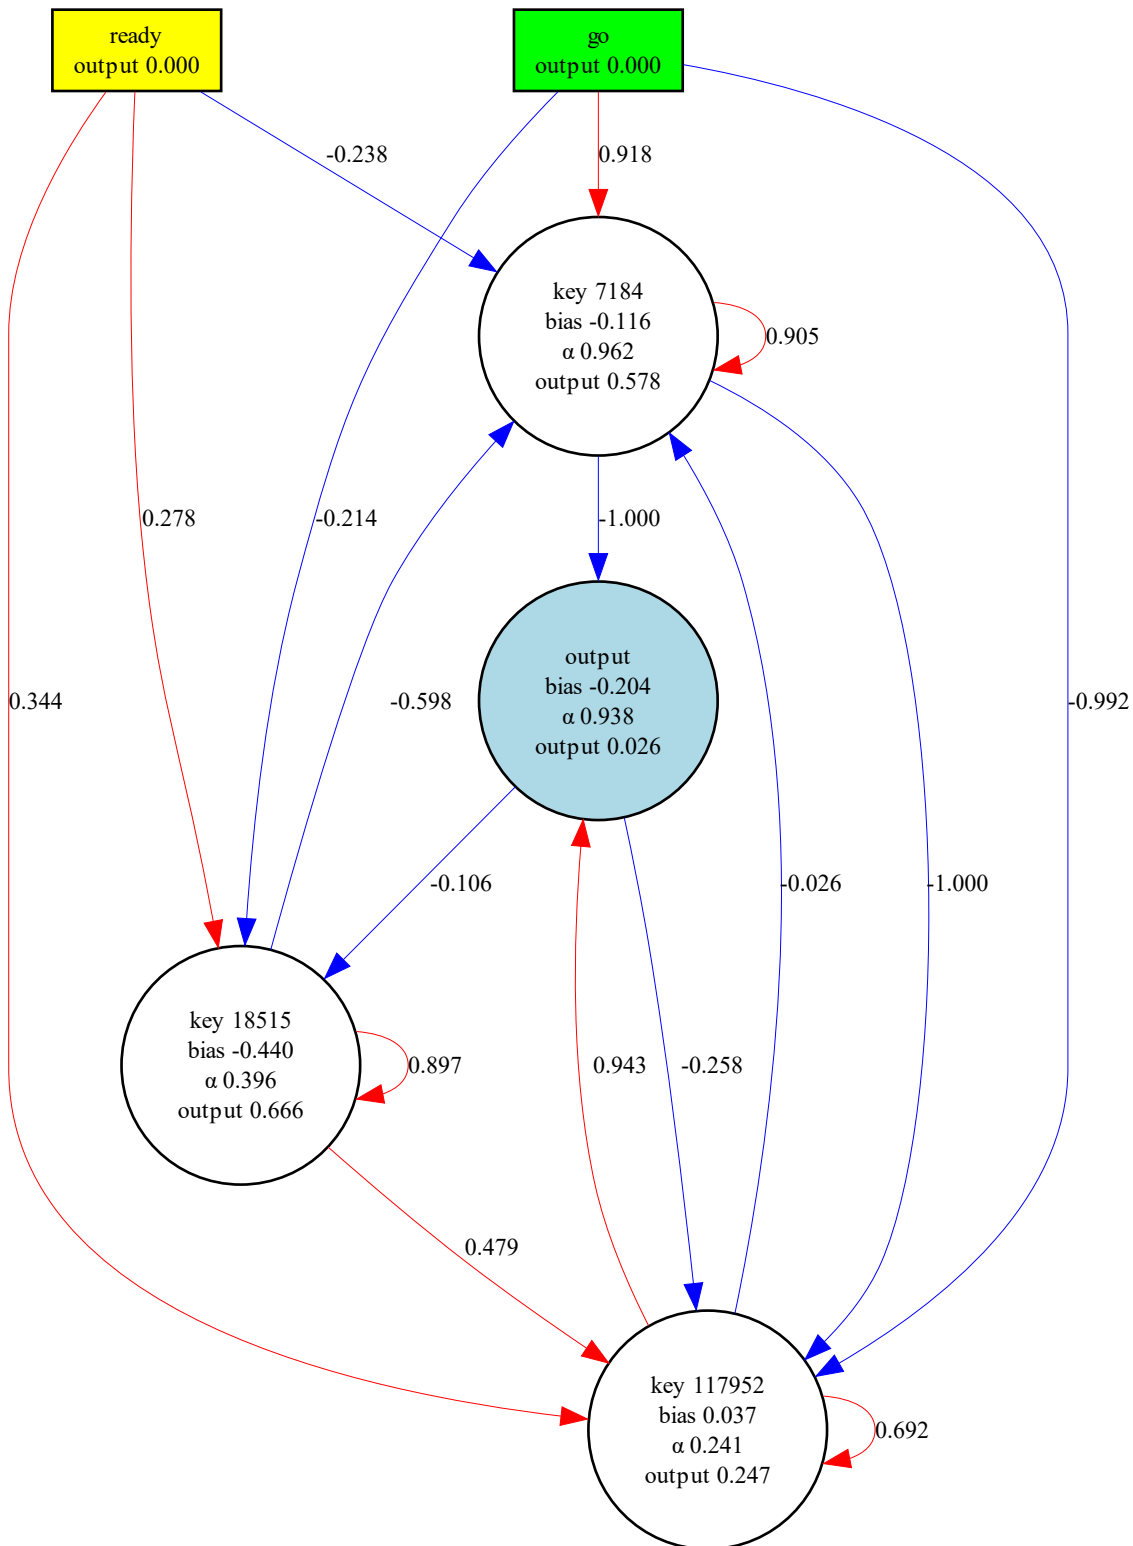 ready
output 0.000
go
output 0.000
-0.238
0.918
key 7184
bias -0.116
α 0.962
output 0.578
0.905
0.278
-0.214
-1.000
output
bias -0.204
α 0.938
output 0.026
0.344
-0.598
-0.992
-0.106
-0.026
-1.000
key 18515
bias -0.440
α 0.396
output 0.666
0.897
0.943
-0.258
0.479
key 117952
bias 0.037
α 0.241
output 0.247
0.692